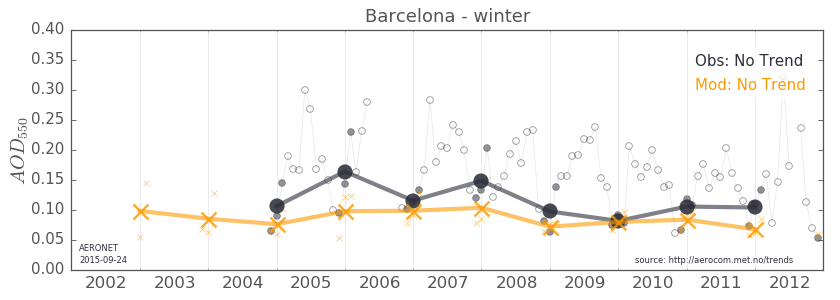 Barcelona - winter
0.40
0.35
0.30
0.25
0.20
0.15
0.10
0.05
0.00
AOD550
Obs: No Trend
Mod: No Trend
AERONET
2015-09-24
source: http://aerocom.met.no/trends
2002 2003 2004 2005 2006 2007 2008 2009 2010 2011 2012